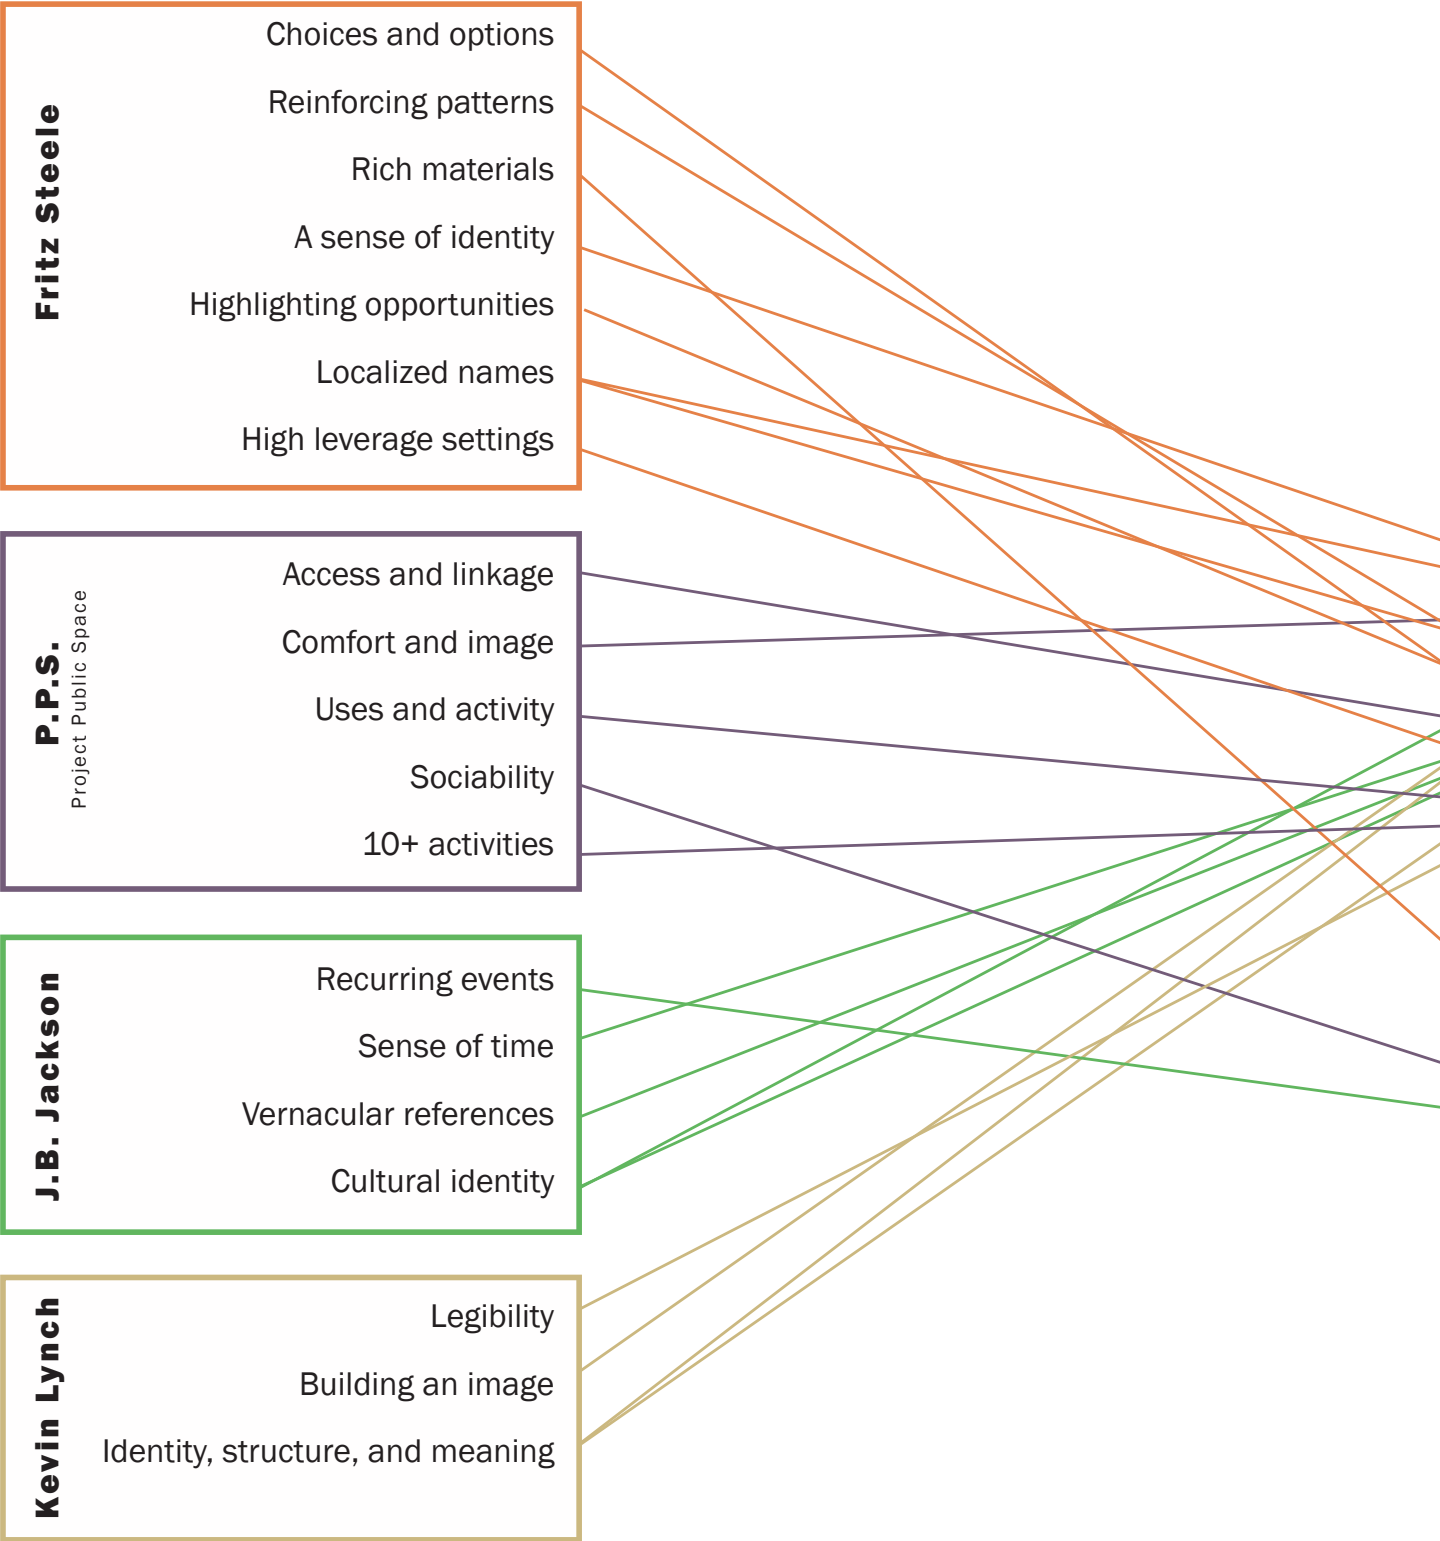 Fritz Steele
Choices and options
Reinforcing patterns
Rich materials
A sense of identity
Highlighting opportunities
Localized names
High leverage settings
P.P.S.
Project Public Space
Access and linkage
Comfort and image
Uses and activity
Sociability
10+ activities
J.B. Jackson
Recurring events
Sense of time
Vernacular references
Cultural identity
Kevin Lynch
Legibility
Building an image
Identity, structure, and meaning